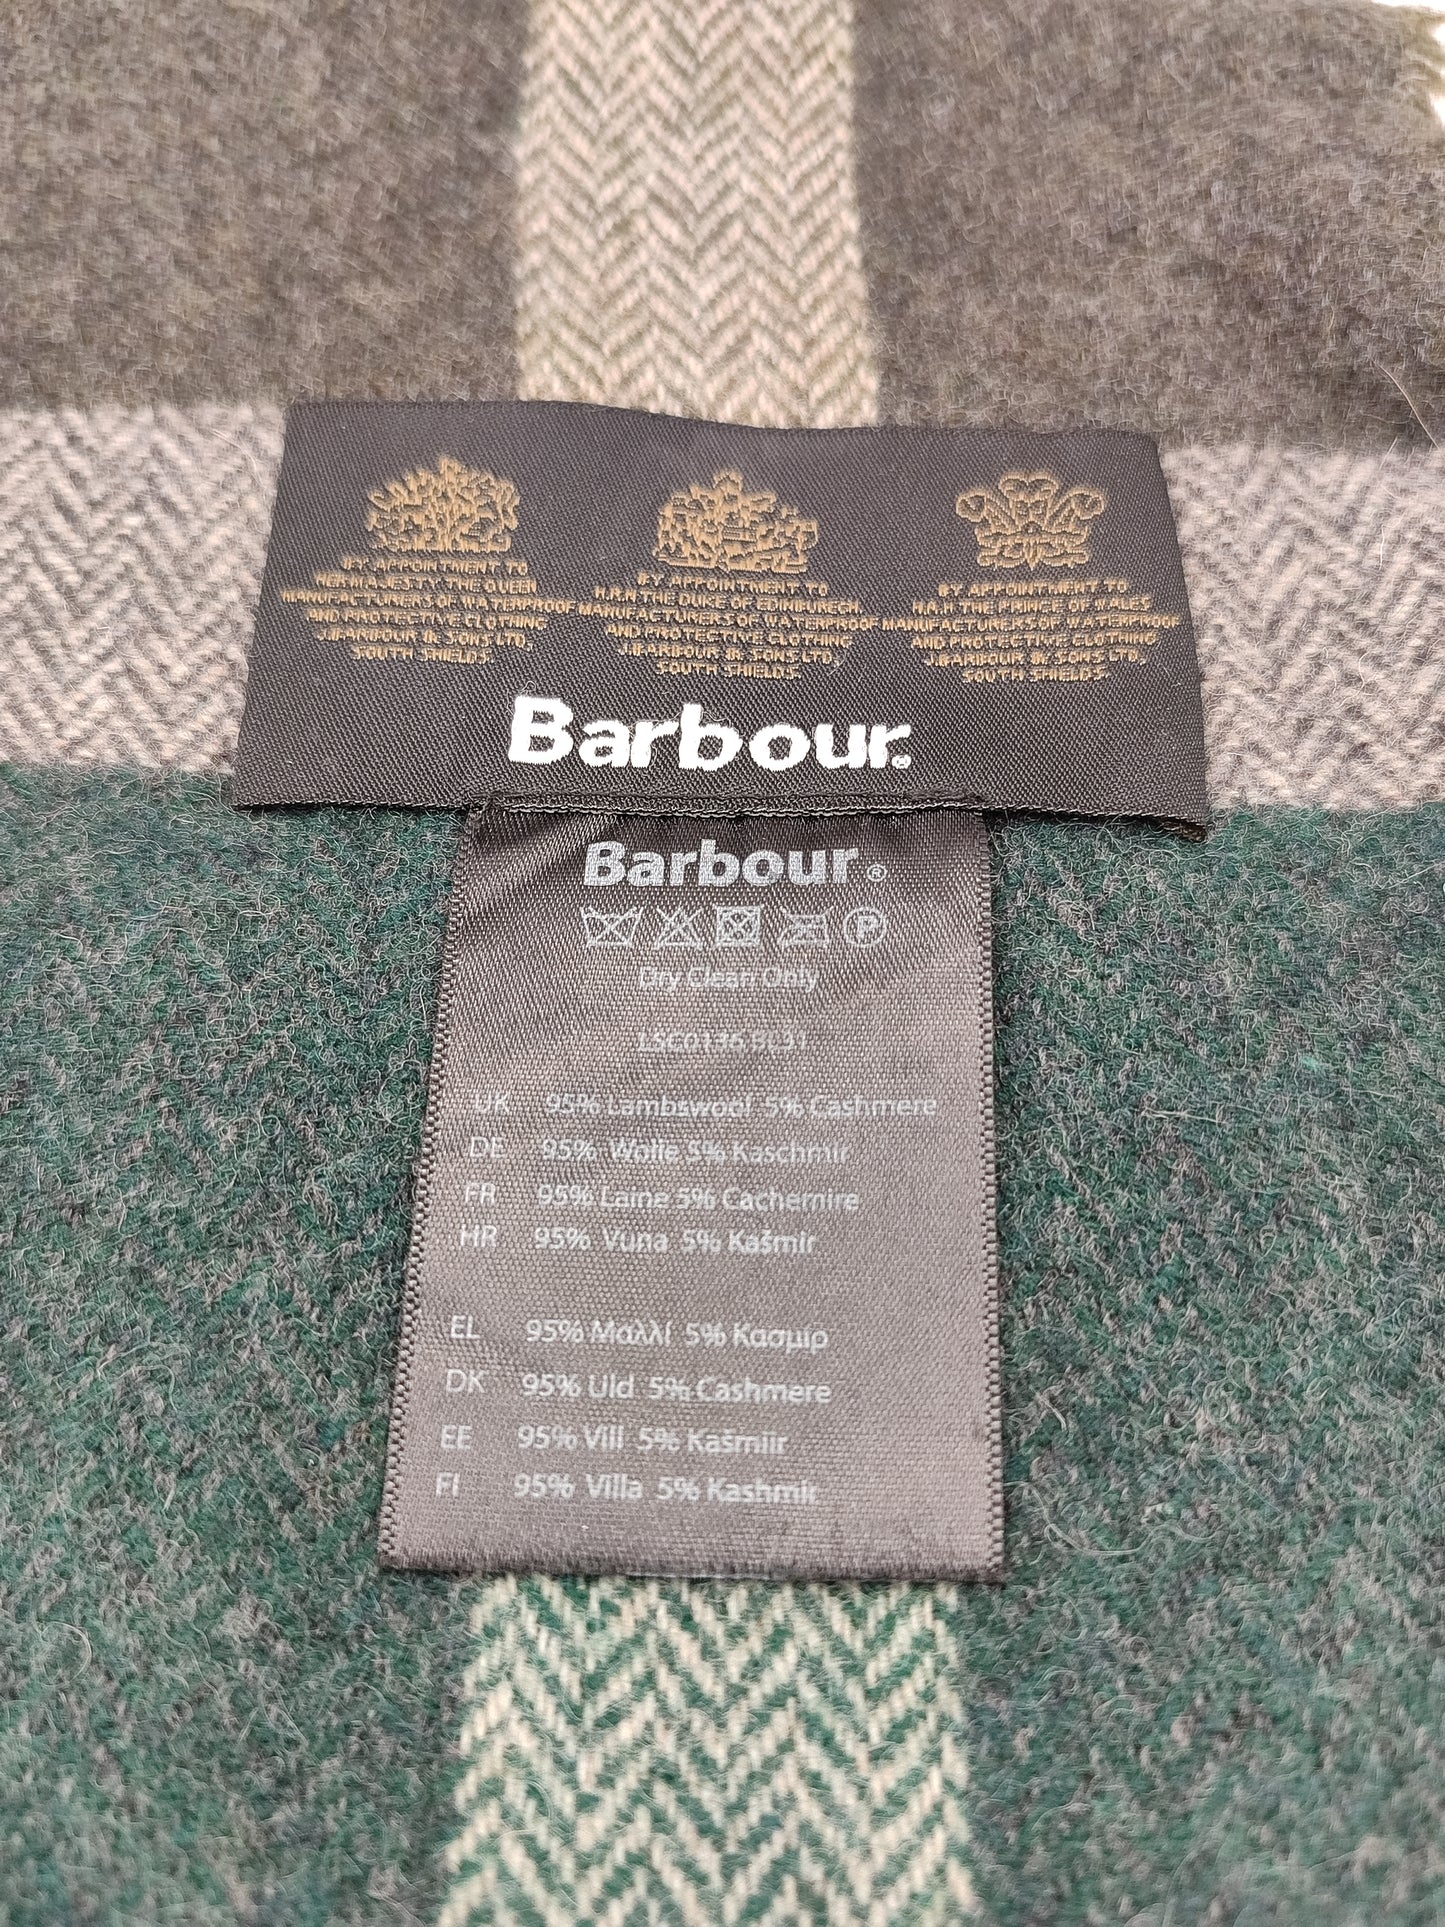 BY APPOINTMENT TO
HER MAJESTY THE QUEEN
MANUFACTURERS OF WATERPROOF
AND PROTECTIVE CLOTHING
J.BARBOUR & SONS LTD,
SOUTH SHIELDS.
BY APPOINTMENT TO
H.R.H THE DUKE OF EDINBURGH,
MANUFACTURERS OF WATERPROOF
AND PROTECTIVE CLOTHING
J.BARBOUR & SONS LTD,
SOUTH SHIELDS.
BY APPOINTMENT TO
H.R.H THE PRINCE OF WALES
MANUFACTURERS OF WATERPROOF
AND PROTECTIVE CLOTHING
J.BARBOUR & SONS LTD,
SOUTH SHIELDS.
Barbour®
Barbour®
P
Dry Clean Only
LSC0136 BL31
UK 95% Lambswool 5% Cashmere
DE 95% Wolle 5% Kaschmir
FR 95% Laine 5% Cachemire
HR 95% Vuna 5% Kašmir
EL 95% Μαλλί 5% Κασμιρ
DK 95% Uld 5% Cashmere
EE 95% Vill 5% Kašmiir
FI 95% Villa 5% Kashmir